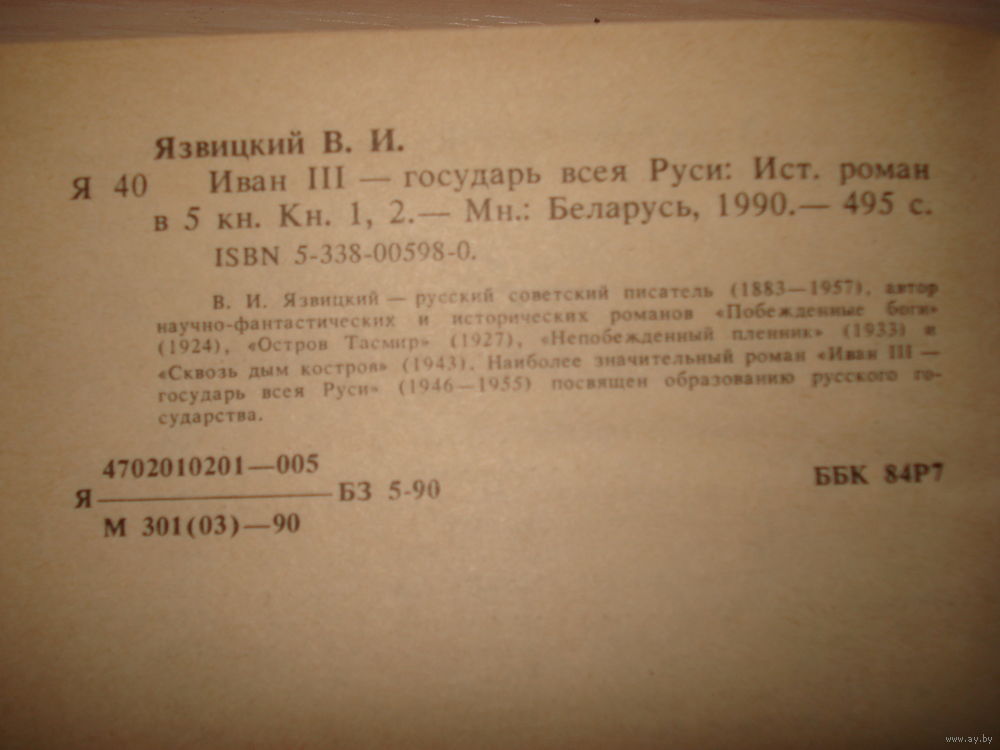 Язвицкий В. И.
Я 40 Иван III — государь всея Руси: Ист. роман
в 5 кн. Кн. 1, 2.— Мн.: Беларусь, 1990.— 495 с.
ISBN 5-338-00598-0.
В. И. Язвицкий — русский советский писатель (1883—1957), автор
научно-фантастических и исторических романов «Побежденные боги»
(1924), «Остров Тасмир» (1927), «Непобежденный пленник» (1933) и
«Сквозь дым костров» (1943). Наиболее значительный роман «Иван III —
государь всея Руси» (1946—1955) посвящен образованию русского го-
сударства.
4702010201—005
Я ————— БЗ 5-90
М 301(03)—90
ББК 84Р7
www.ay.by